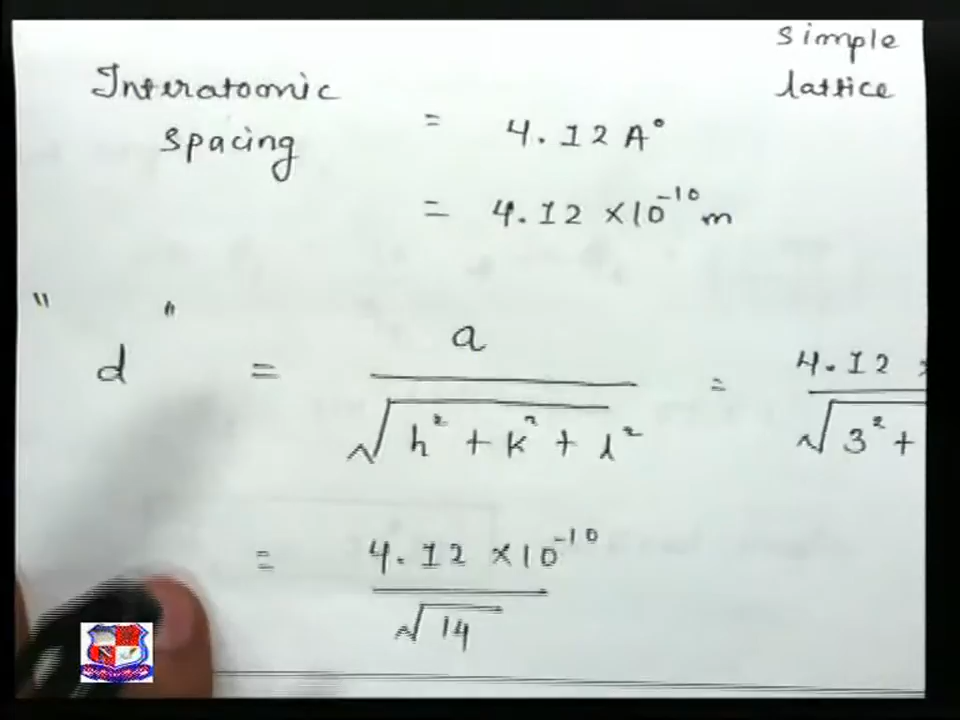 simple
lattice
Interatomic
spacing
= 4.12 A°
= 4.12 ×10⁻¹⁰ m
"d" = a / √(h² + k² + l²) = 4.12 × / √(3² +
= 4.12 ×10⁻¹⁰ / √14